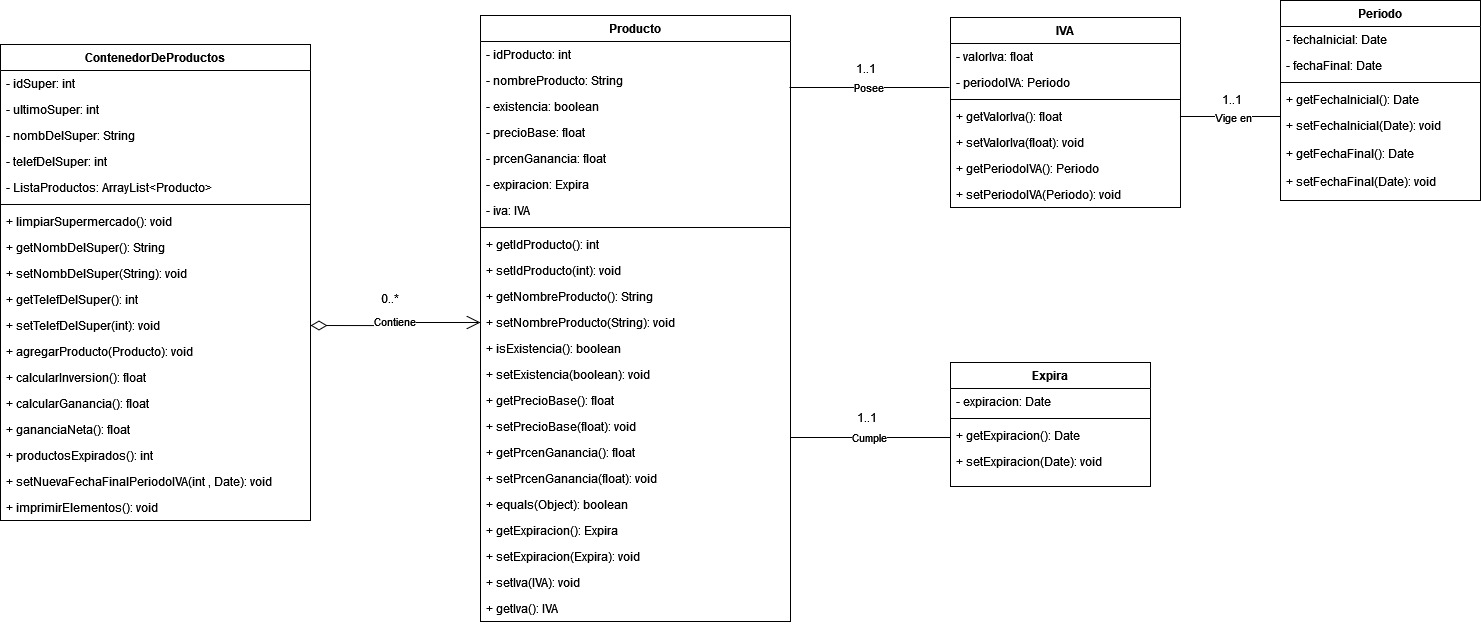 ContenedorDeProductos
- idSuper: int
- ultimoSuper: int
- nombDelSuper: String
- telefDelSuper: int
- ListaProductos: ArrayList<Producto>
+ limpiarSupermercado(): void
+ getNombDelSuper(): String
+ setNombDelSuper(String): void
+ getTelefDelSuper(): int
+ setTelefDelSuper(int): void
+ agregarProducto(Producto): void
+ calcularInversion(): float
+ calcularGanancia(): float
+ gananciaNeta(): float
+ productosExpirados(): int
+ setNuevaFechaFinalPeriodoIVA(int , Date): void
+ imprimirElementos(): void
0..*
Contiene
Producto
- idProducto: int
- nombreProducto: String
- existencia: boolean
- precioBase: float
- prcenGanancia: float
- expiracion: Expira
- iva: IVA
+ getIdProducto(): int
+ setIdProducto(int): void
+ getNombreProducto(): String
+ setNombreProducto(String): void
+ isExistencia(): boolean
+ setExistencia(boolean): void
+ getPrecioBase(): float
+ setPrecioBase(float): void
+ getPrcenGanancia(): float
+ setPrcenGanancia(float): void
+ equals(Object): boolean
+ getExpiracion(): Expira
+ setExpiracion(Expira): void
+ setIva(IVA): void
+ getIva(): IVA
1..1
Posee
IVA
- valorIva: float
- periodoIVA: Periodo
+ getValorIva(): float
+ setValorIva(float): void
+ getPeriodoIVA(): Periodo
+ setPeriodoIVA(Periodo): void
1..1
Vige en
Periodo
- fechaInicial: Date
- fechaFinal: Date
+ getFechaInicial(): Date
+ setFechaInicial(Date): void
+ getFechaFinal(): Date
+ setFechaFinal(Date): void
1..1
Cumple
Expira
- expiracion: Date
+ getExpiracion(): Date
+ setExpiracion(Date): void